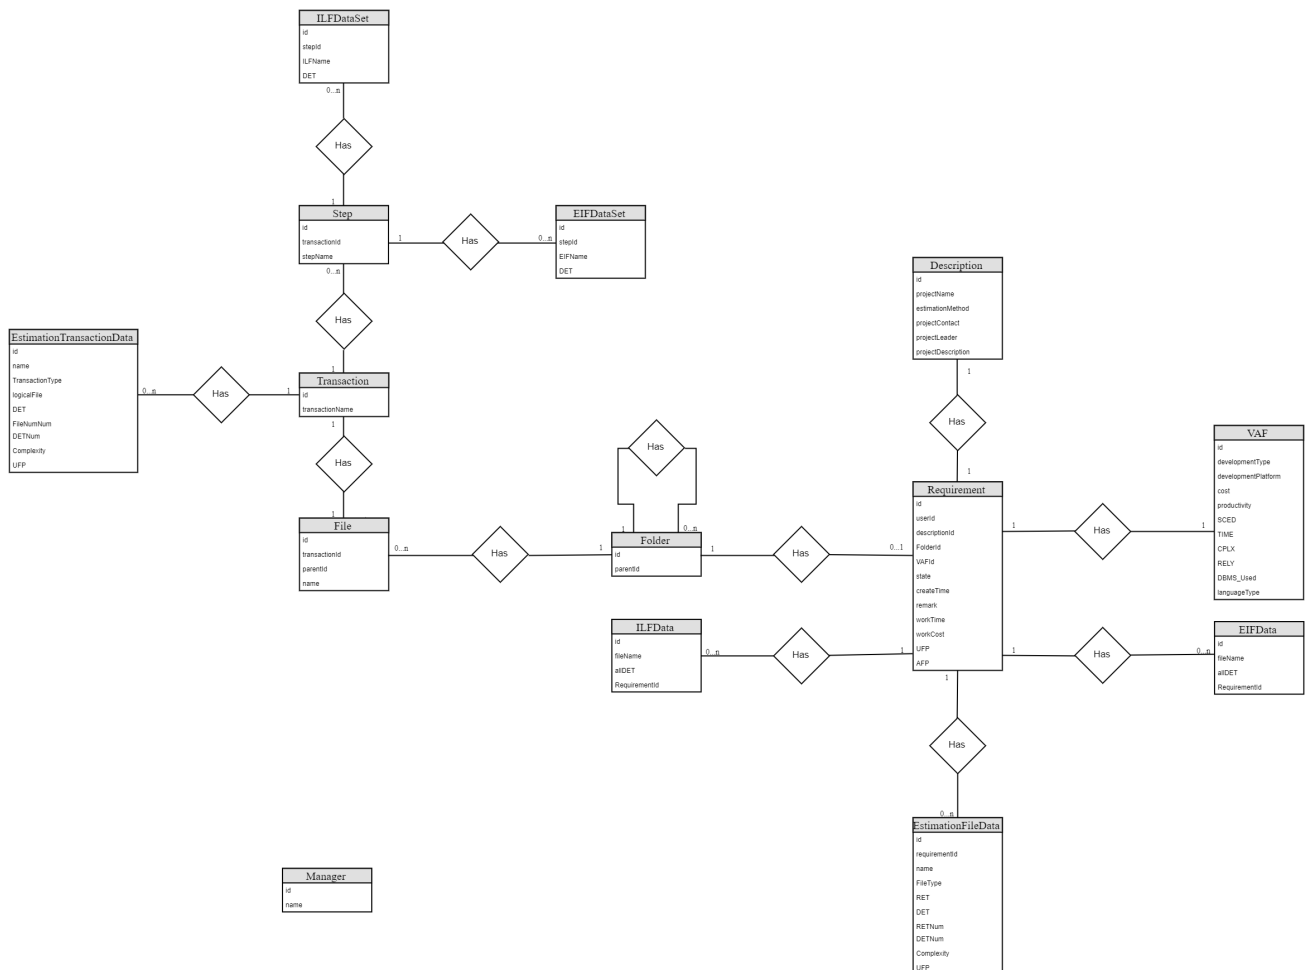 ILFDataSet
id
stepId
ILFName
DET
0...n
Has
1
Step
id
transactionId
stepName
1
Has
0...n
EIFDataSet
id
stepId
EIFName
DET
0...n
Has
1
EstimationTransactionData
id
name
TransactionType
logicalFile
DET
FileNumNum
DETNum
Complexity
UFP
0...n
Has
1
Transaction
id
transactionName
1
Has
1
File
id
transactionId
parentId
name
0...n
Has
1
Has
1
0...n
Folder
id
parentId
1
Has
0...1
Description
id
projectName
estimationMethod
projectContact
projectLeader
projectDescription
1
Has
1
Requirement
id
userId
descriptionId
FolderId
VAFId
state
createTime
remark
workTime
workCost
UFP
AFP
1
Has
1
VAF
id
developmentType
developmentPlatform
cost
productivity
SCED
TIME
CPLX
RELY
DBMS_Used
languageType
ILFData
id
fileName
allDET
RequirementId
0...n
Has
1
1
Has
0...n
EIFData
id
fileName
allDET
RequirementId
1
Has
0...n
EstimationFileData
id
requirementId
name
FileType
RET
DET
RETNum
DETNum
Complexity
UFP
Manager
id
name